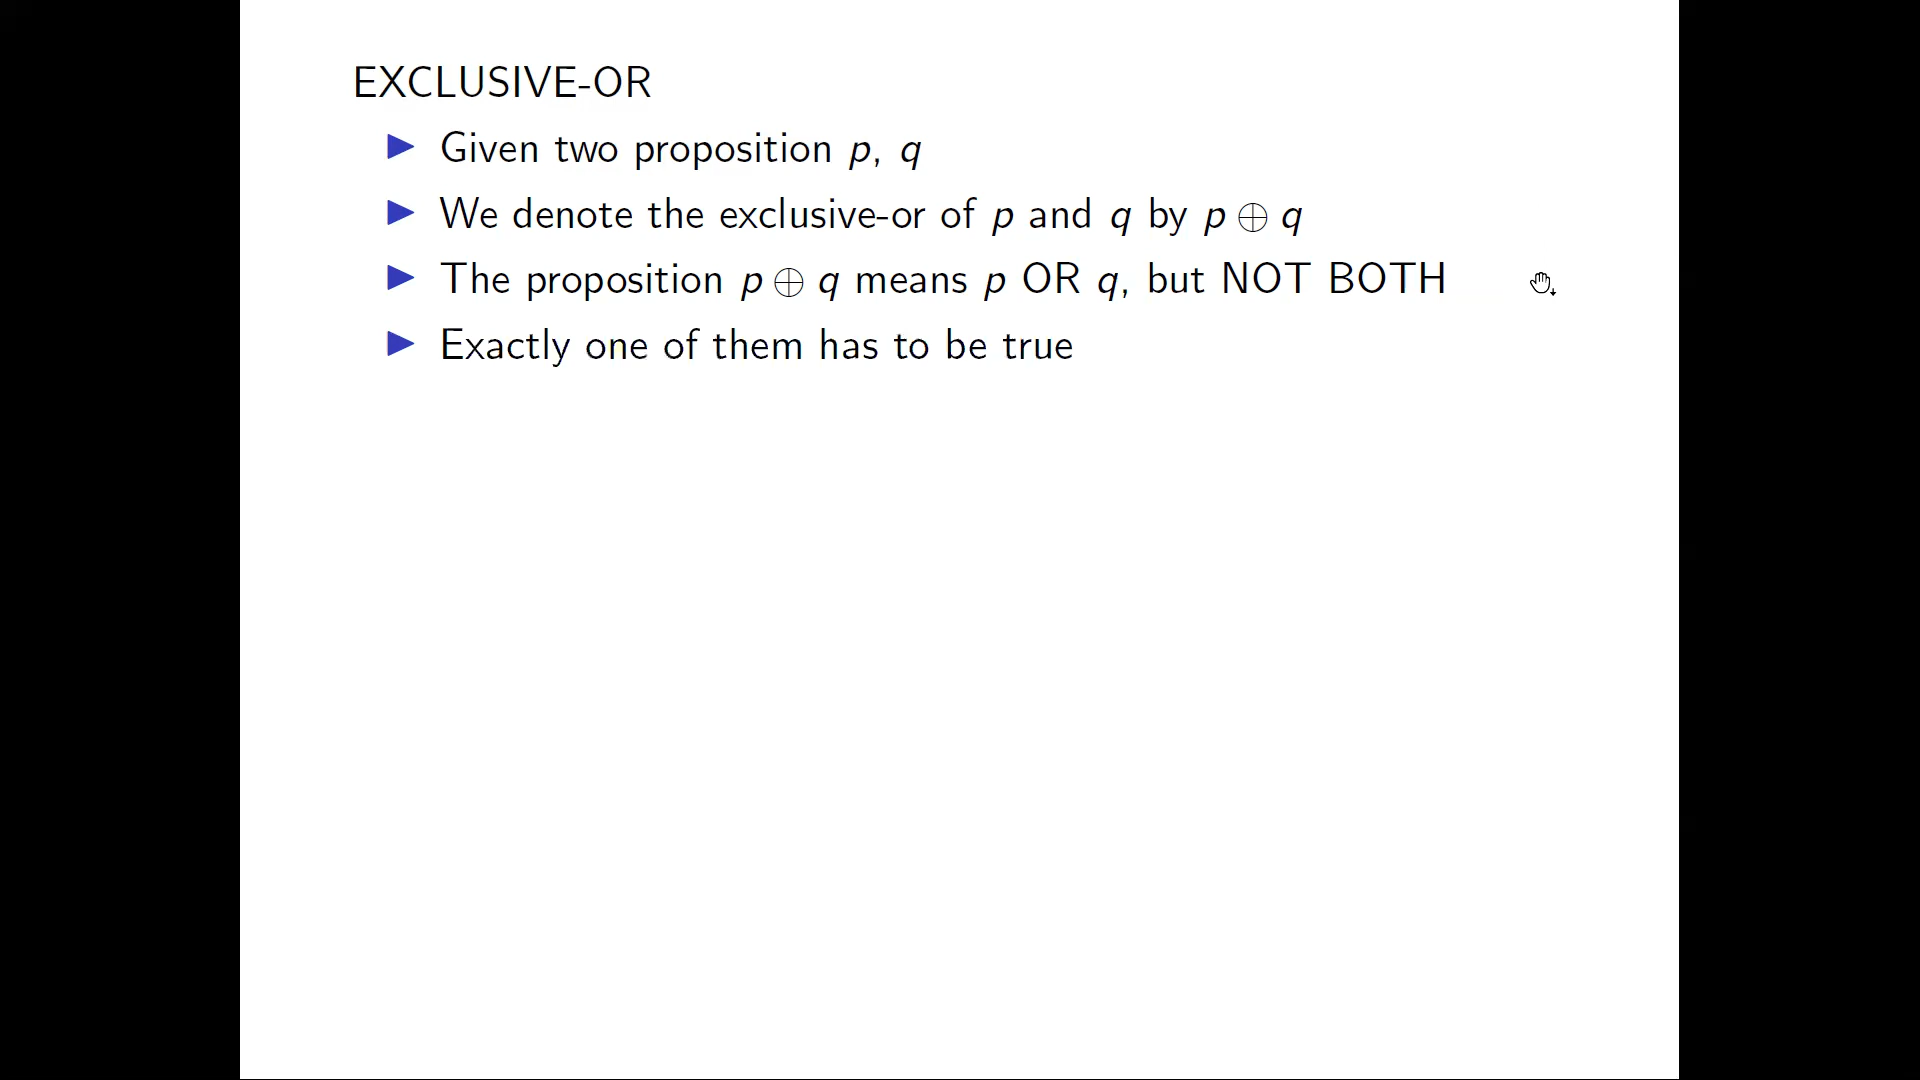 EXCLUSIVE-OR
▶ Given two proposition p, q
▶ We denote the exclusive-or of p and q by p ⊕ q
▶ The proposition p ⊕ q means p OR q, but NOT BOTH
▶ Exactly one of them has to be true